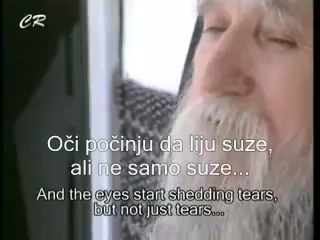 CR
Oči počinju da liju suze,
ali ne samo suze...
And the eyes start shedding tears,
but not just tears...